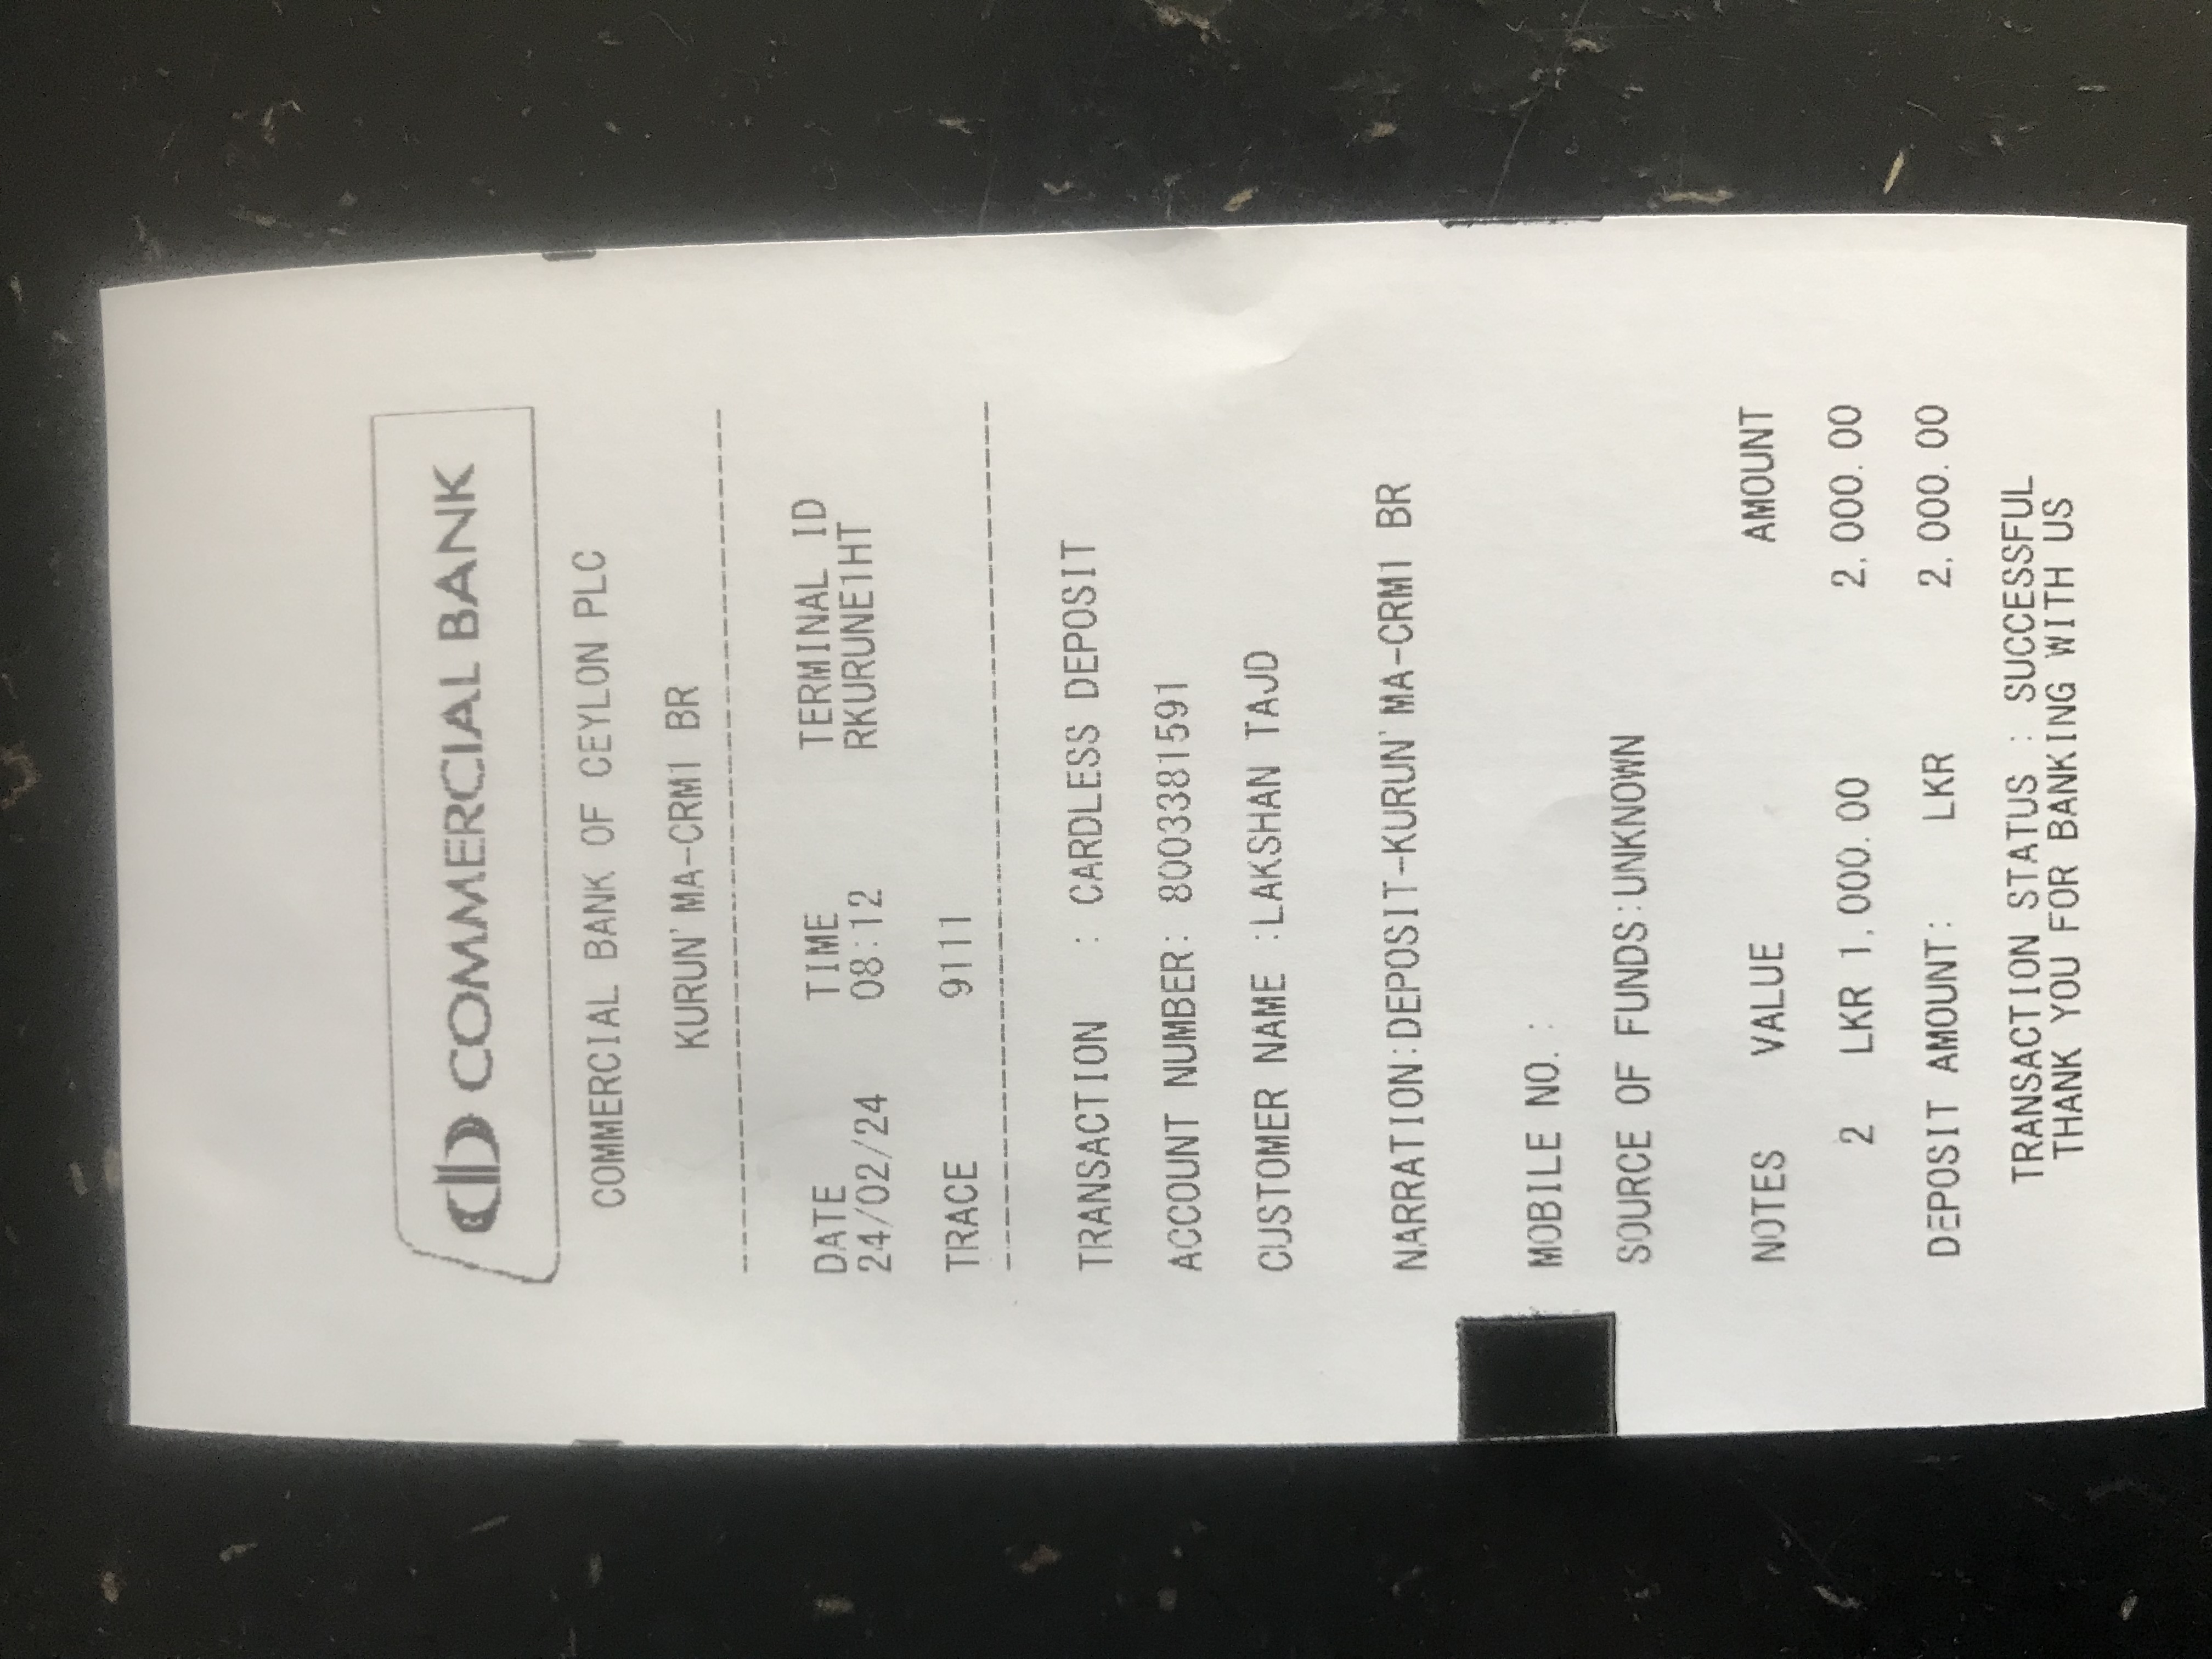 COMMERCIAL BANK
COMMERCIAL BANK OF CEYLON PLC
KURUN' MA-CRM1 BR
DATE TIME TERMINAL ID
24/02/24 08:12 RKURUNE1HT
TRACE 9111
TRANSACTION : CARDLESS DEPOSIT
ACCOUNT NUMBER: 8003381591
CUSTOMER NAME :LAKSHAN TAJD
NARRATION:DEPOSIT-KURUN' MA-CRM1 BR
MOBILE NO. :
SOURCE OF FUNDS:UNKNOWN
NOTES VALUE AMOUNT
2 LKR 1,000.00 2,000.00
DEPOSIT AMOUNT: LKR 2,000.00
TRANSACTION STATUS : SUCCESSFUL
THANK YOU FOR BANKING WITH US